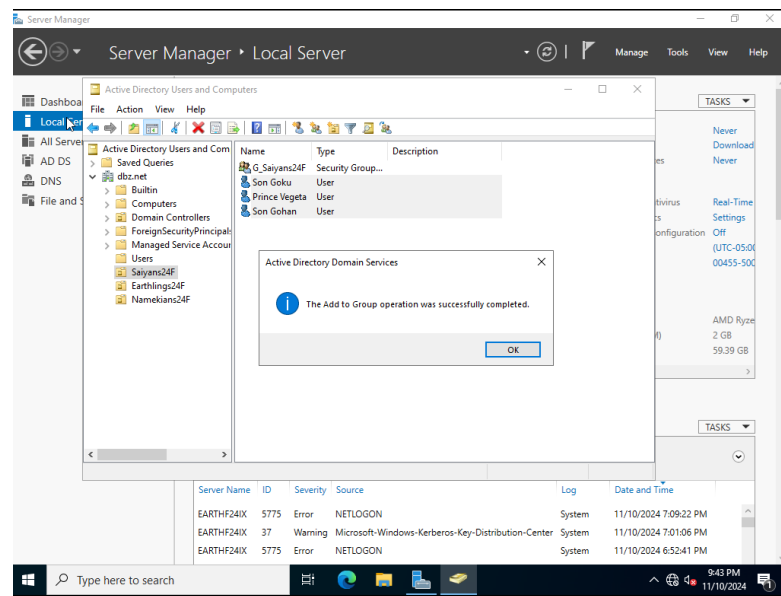 Server Manager
Server Manager ‣ Local Server
Manage Tools View Help
Active Directory Users and Computers
File Action View Help
Dashboa
Local Ser
All Serve
AD DS
DNS
File and S
Active Directory Users and Com
Saved Queries
dbz.net
Builtin
Computers
Domain Controllers
ForeignSecurityPrincipals
Managed Service Accour
Users
Saiyans24F
Earthlings24F
Namekians24F
Name Type Description
G_Saiyans24F Security Group...
Son Goku User
Prince Vegeta User
Son Gohan User
Active Directory Domain Services
The Add to Group operation was successfully completed.
OK
TASKS
Never
Download
es Never
tivirus Real-Time
cs Settings
onfiguration Off
(UTC-05:00
00455-500
AMD Ryze
2 GB
59.39 GB
TASKS
Server Name ID Severity Source Log Date and Time
EARTHF24IX 5775 Error NETLOGON System 11/10/2024 7:09:22 PM
EARTHF24IX 37 Warning Microsoft-Windows-Kerberos-Key-Distribution-Center System 11/10/2024 7:01:06 PM
EARTHF24IX 5775 Error NETLOGON System 11/10/2024 6:52:41 PM
Type here to search
9:43 PM
11/10/2024
1